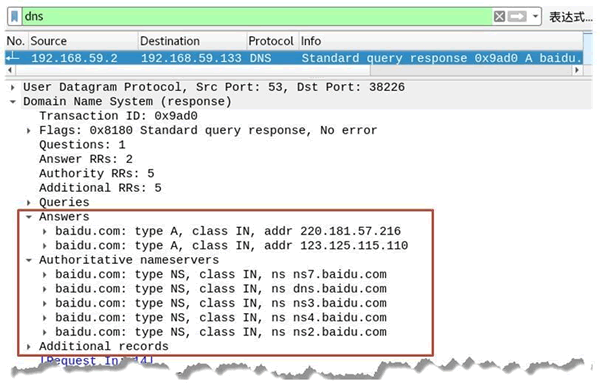 dns
表达式…
No. Source Destination Protocol Info
192.168.59.2 192.168.59.133 DNS Standard query response 0x9ad0 A baidu.
User Datagram Protocol, Src Port: 53, Dst Port: 38226
Domain Name System (response)
Transaction ID: 0x9ad0
Flags: 0x8180 Standard query response, No error
Questions: 1
Answer RRs: 2
Authority RRs: 5
Additional RRs: 5
Queries
Answers
baidu.com: type A, class IN, addr 220.181.57.216
baidu.com: type A, class IN, addr 123.125.115.110
Authoritative nameservers
baidu.com: type NS, class IN, ns ns7.baidu.com
baidu.com: type NS, class IN, ns dns.baidu.com
baidu.com: type NS, class IN, ns ns3.baidu.com
baidu.com: type NS, class IN, ns ns4.baidu.com
baidu.com: type NS, class IN, ns ns2.baidu.com
Additional records
[Request In: 14]